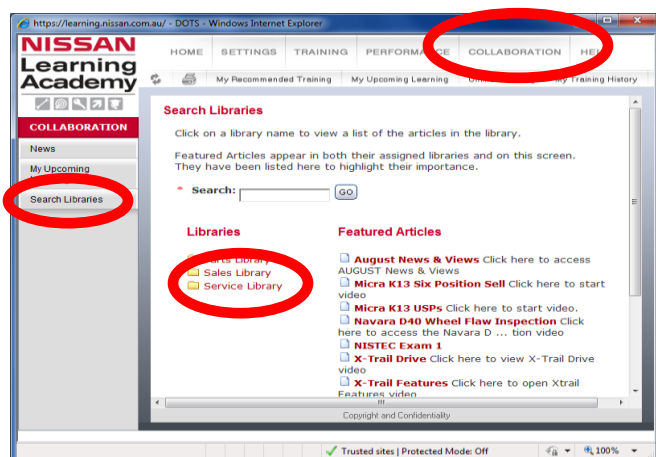 https://learning.nissan.com.au/ - DOTS - Windows Internet Explorer
NISSAN
Learning
Academy
HOME SETTINGS TRAINING PERFORMANCE COLLABORATION
My Recommended Training My Upcoming Learning Training History
COLLABORATION
News
My Upcoming
Search Libraries
Search Libraries
Click on a library name to view a list of the articles in the library.
Featured Articles appear in both their assigned libraries and on this screen.
They have been listed here to highlight their importance.
* Search: GO
Libraries
Parts Library
Sales Library
Service Library
Featured Articles
August News & Views Click here to access
AUGUST News & Views
Micra K13 Six Position Sell Click here to start
video
Micra K13 USPs Click here to start video.
Navara D40 Wheel Flaw Inspection Click
here to access the Navara D ... tion video
NISTEC Exam 1
X-Trail Drive Click here to view X-Trail Drive
video
X-Trail Features Click here to open Xtrail
Features video
Copyright and Confidentiality
Trusted sites | Protected Mode: Off 100%